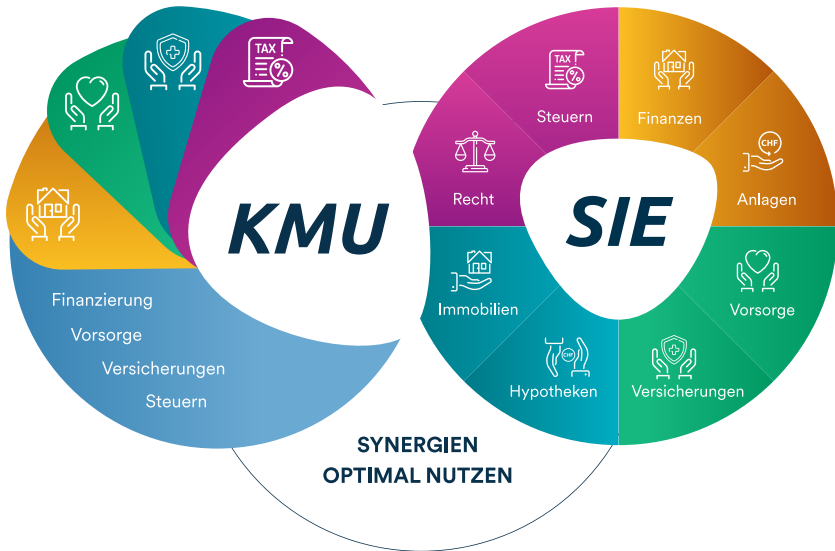 TAX
%
KMU
Finanzierung
Vorsorge
Versicherungen
Steuern
TAX
%
Steuern
Finanzen
CHF
Anlagen
Recht
SIE
Immobilien
Vorsorge
CHF
Hypotheken
Versicherungen
SYNERGIEN
OPTIMAL NUTZEN